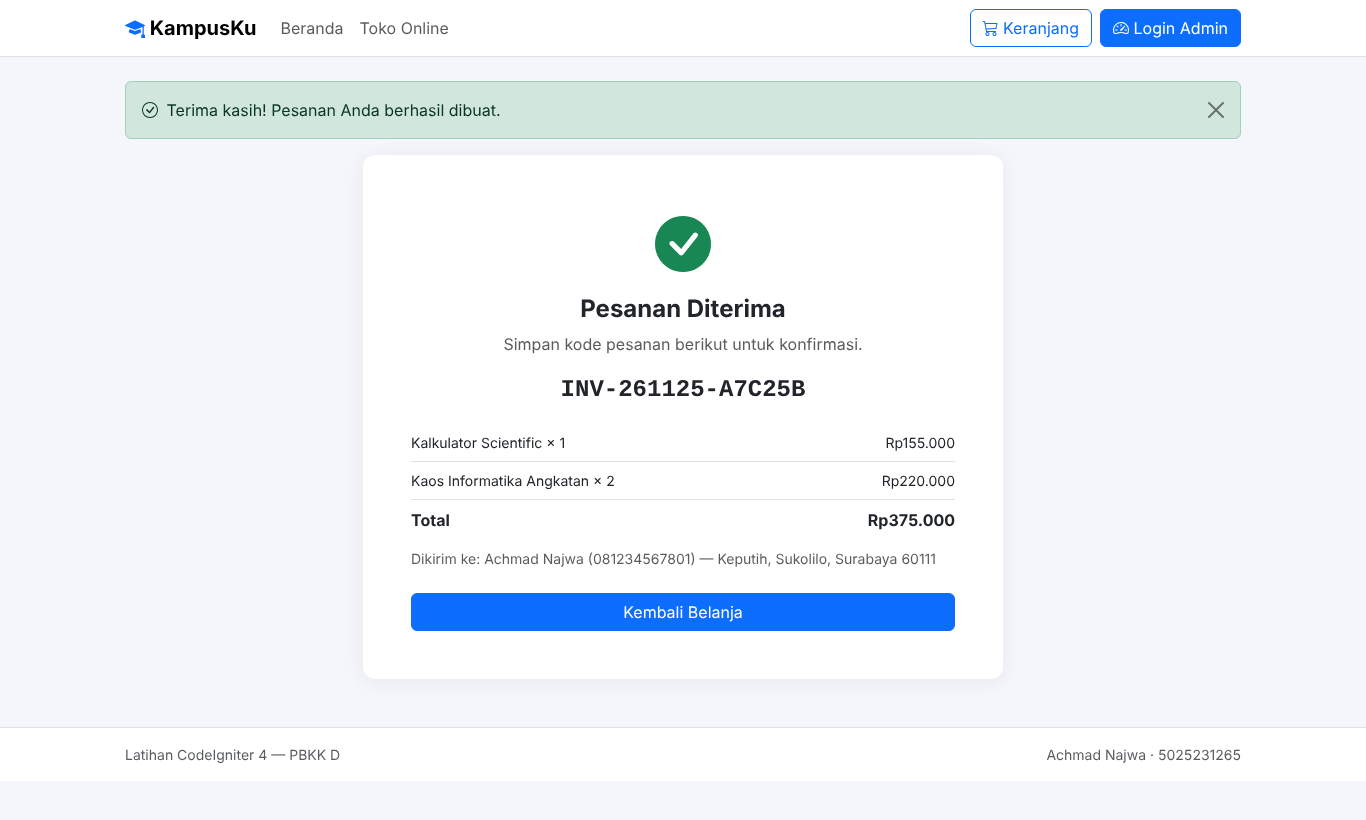 KampusKu Beranda Toko Online Keranjang Login Admin
Terima kasih! Pesanan Anda berhasil dibuat.
Pesanan Diterima
Simpan kode pesanan berikut untuk konfirmasi.
INV-261125-A7C25B
Kalkulator Scientific × 1 Rp155.000
Kaos Informatika Angkatan × 2 Rp220.000
Total Rp375.000
Dikirim ke: Achmad Najwa (081234567801) — Keputih, Sukolilo, Surabaya 60111
Kembali Belanja
Latihan CodeIgniter 4 — PBKK D Achmad Najwa · 5025231265